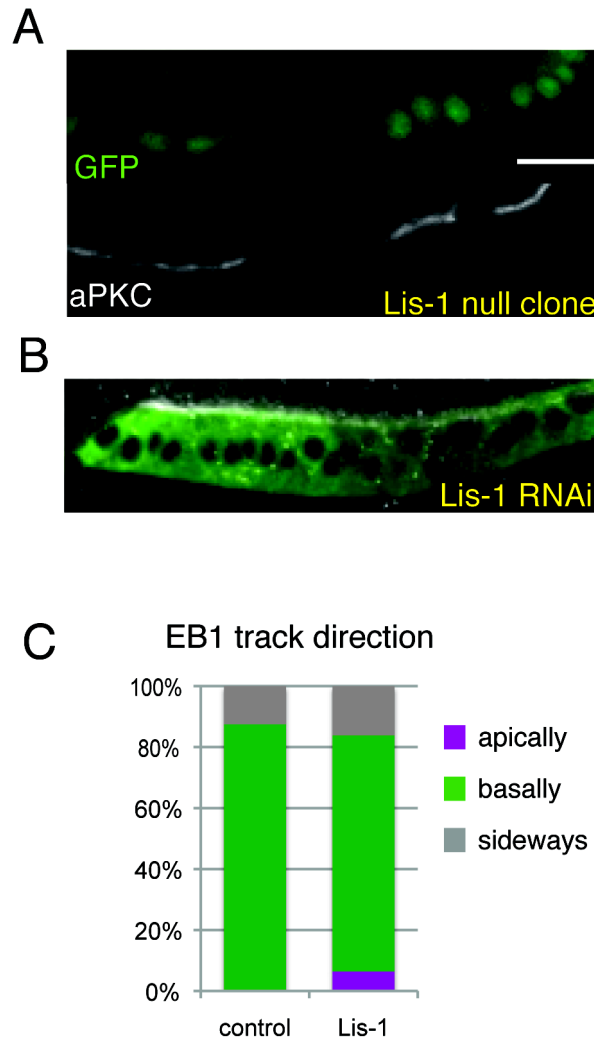 A
GFP
aPKC
Lis-1 null clone
B
Lis-1 RNAi
C
EB1 track direction
100%
80%
60%
40%
20%
0%
control
Lis-1
apically
basally
sideways